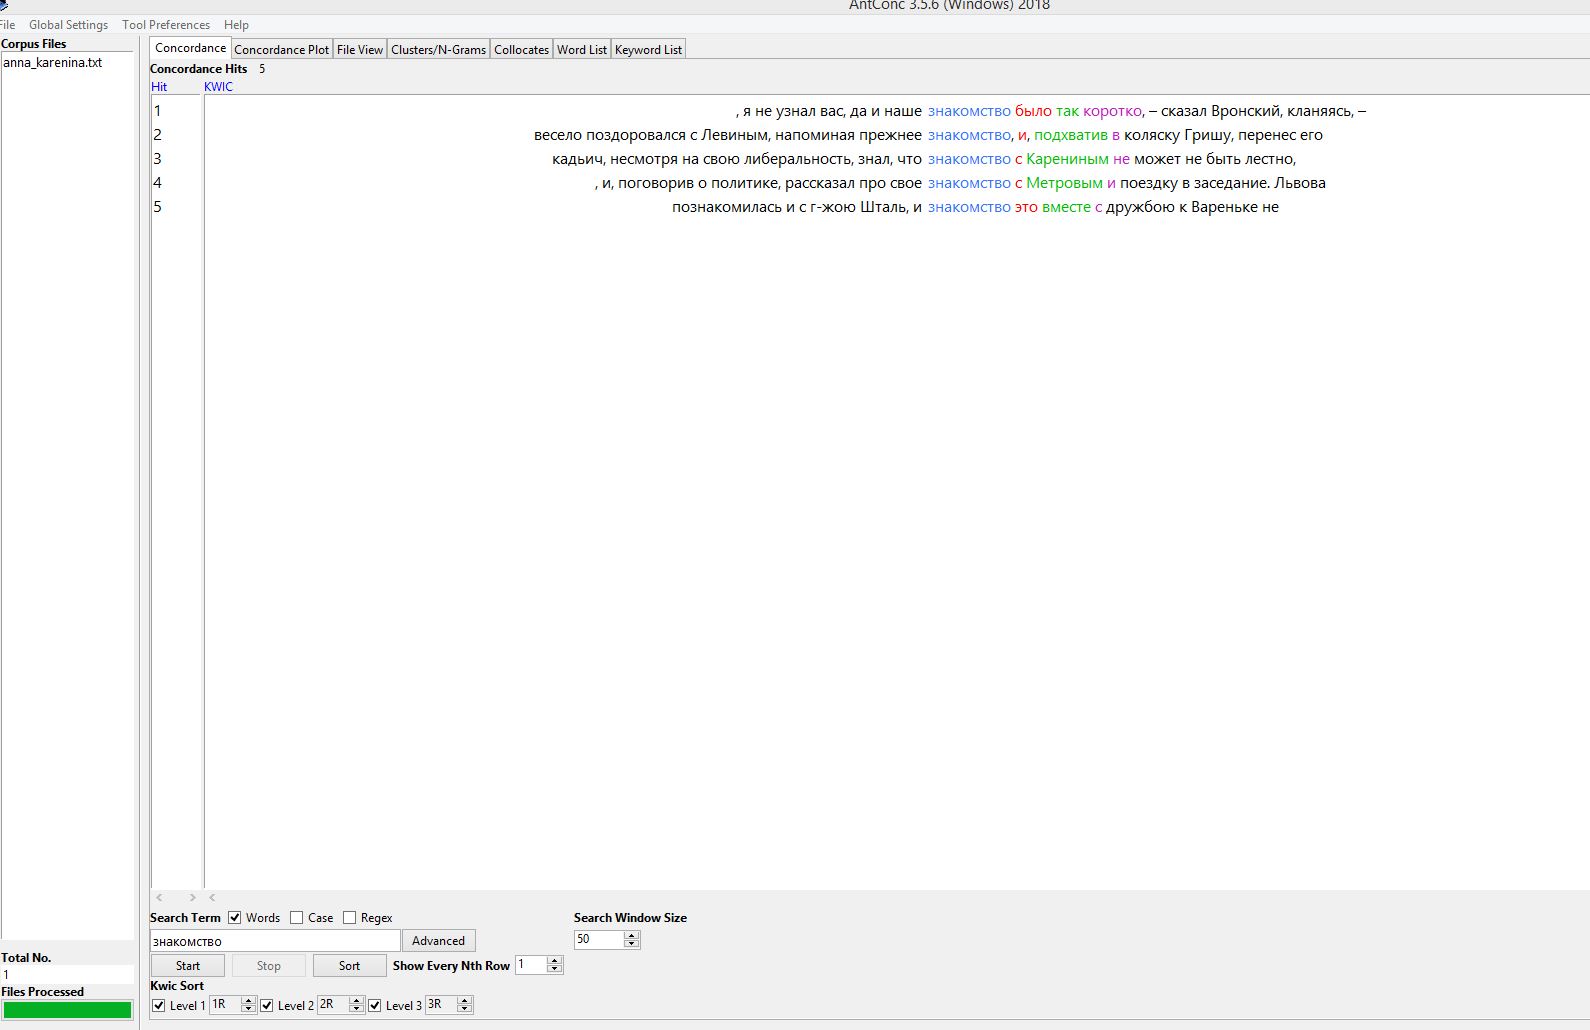 AntConc 3.5.6 (Windows) 2018
File Global Settings Tool Preferences Help
Corpus Files
anna_karenina.txt
Concordance Concordance Plot File View Clusters/N-Grams Collocates Word List Keyword List
Concordance Hits 5
Hit KWIC
1 , я не узнал вас, да и наше знакомство было так коротко, – сказал Вронский, кланяясь, –
2 весело поздоровался с Левиным, напоминая прежнее знакомство, и, подхватив в коляску Гришу, перенес его
3 кадьич, несмотря на свою либеральность, знал, что знакомство с Карениным не может не быть лестно,
4 , и, поговорив о политике, рассказал про свое знакомство с Метровым и поездку в заседание. Львова
5 познакомилась и с г-жою Шталь, и знакомство это вместе с дружбою к Вареньке не
Search Term Words Case Regex Search Window Size
знакомство Advanced 50
Start Stop Sort Show Every Nth Row 1
Kwic Sort
Level 1 1R Level 2 2R Level 3 3R
Total No.
1
Files Processed